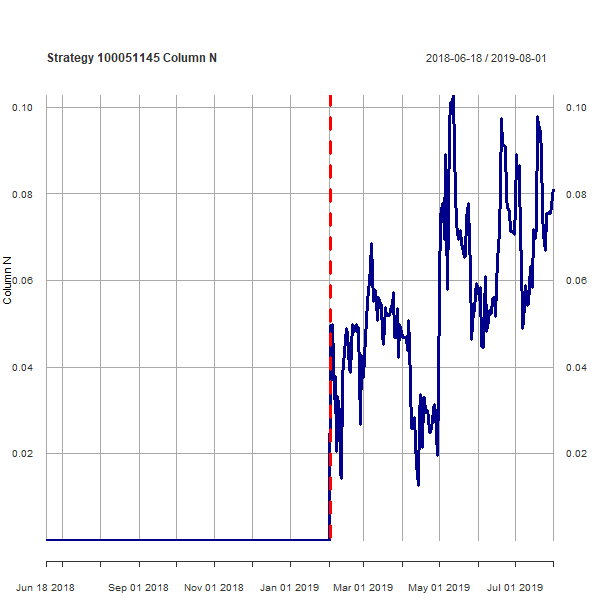 Strategy 100051145 Column N
2018-06-18 / 2019-08-01
0.10
0.10
0.08
0.08
0.06
0.06
Column N
0.04
0.04
0.02
0.02
Jun 18 2018
Sep 01 2018
Nov 01 2018
Jan 01 2019
Mar 01 2019
May 01 2019
Jul 01 2019